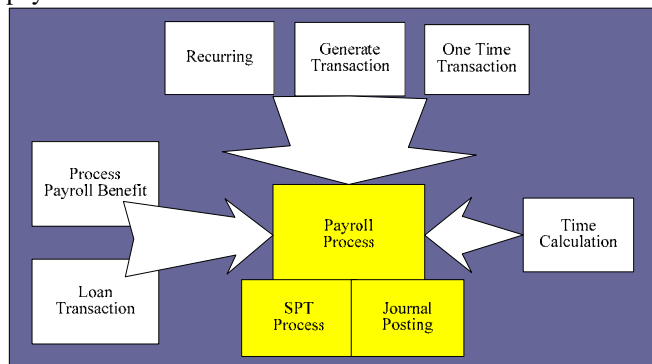 Recurring
Generate
Transaction
One Time
Transaction
Process
Payroll Benefit
Payroll
Process
Time
Calculation
Loan
Transaction
SPT
Process
Journal
Posting